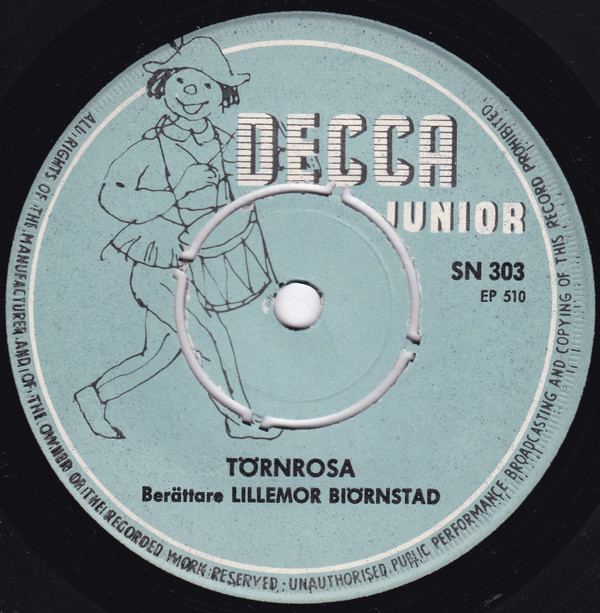 DECCA
JUNIOR
SN 303
EP 510
TÖRNROSA
Berättare LILLEMOR BIÖRNSTAD
ALL RIGHTS OF THE MANUFACTURER AND OF THE OWNER OF THE RECORDED WORK RESERVED · UNAUTHORISED PUBLIC PERFORMANCE BROADCASTING AND COPYING OF THIS RECORD PROHIBITED